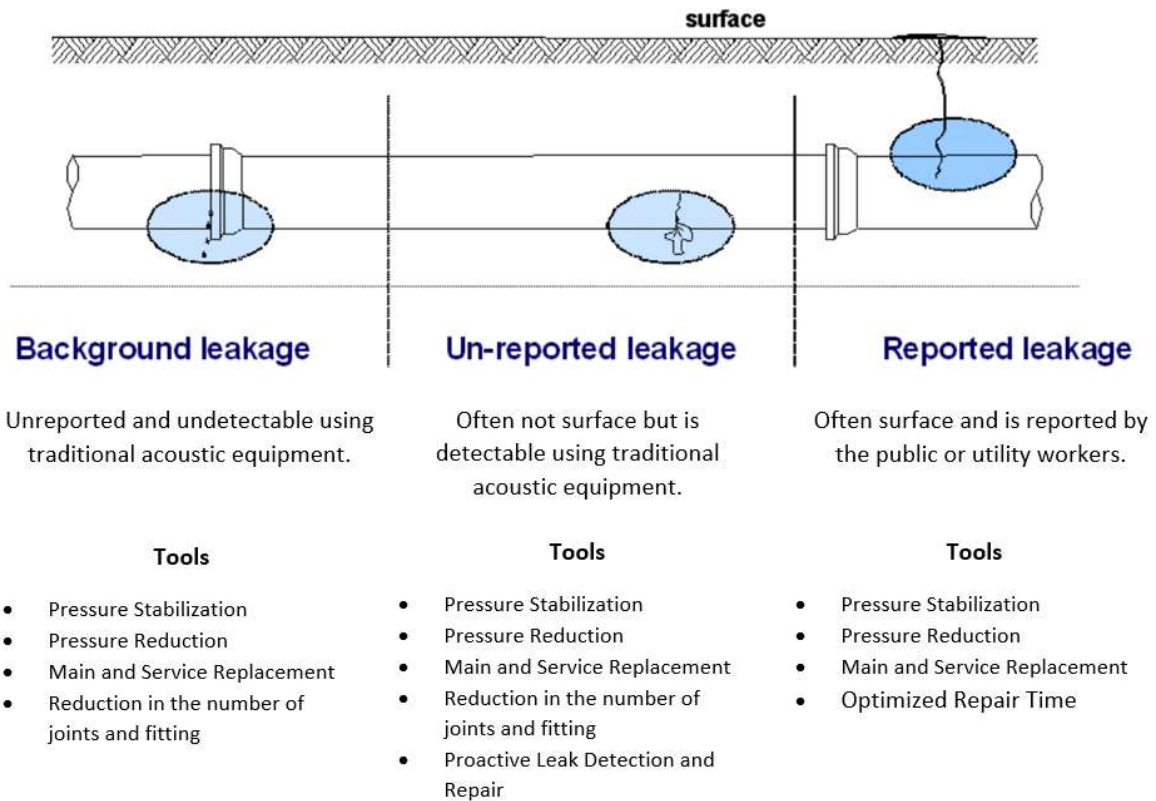 surface
Background leakage
Unreported and undetectable using
traditional acoustic equipment.
Tools
• Pressure Stabilization
• Pressure Reduction
• Main and Service Replacement
• Reduction in the number of
joints and fitting
Un-reported leakage
Often not surface but is
detectable using traditional
acoustic equipment.
Tools
• Pressure Stabilization
• Pressure Reduction
• Main and Service Replacement
• Reduction in the number of
joints and fitting
• Proactive Leak Detection and
Repair
Reported leakage
Often surface and is reported by
the public or utility workers.
Tools
• Pressure Stabilization
• Pressure Reduction
• Main and Service Replacement
• Optimized Repair Time